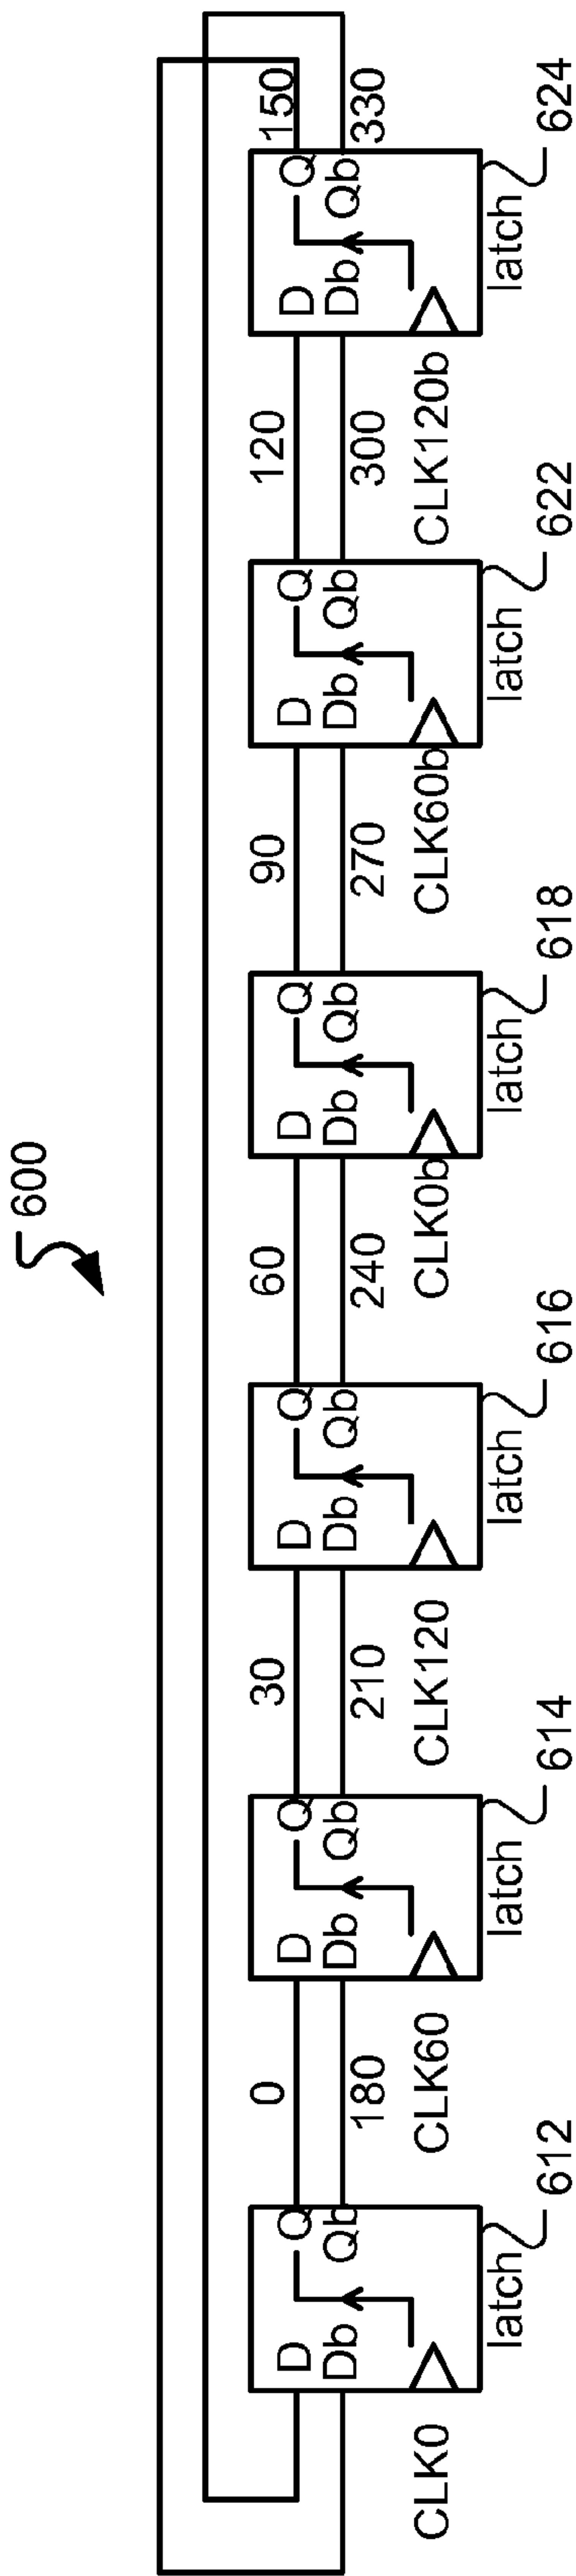 600
0
30
60
90
120
150
180
210
240
270
300
330
D
Q
Db
Qb
D
Q
Db
Qb
D
Q
Db
Qb
D
Q
Db
Qb
D
Q
Db
Qb
D
Q
Db
Qb
CLK0
CLK60
CLK120
CLK0b
CLK60b
CLK120b
latch
latch
latch
latch
latch
latch
612
614
616
618
622
624